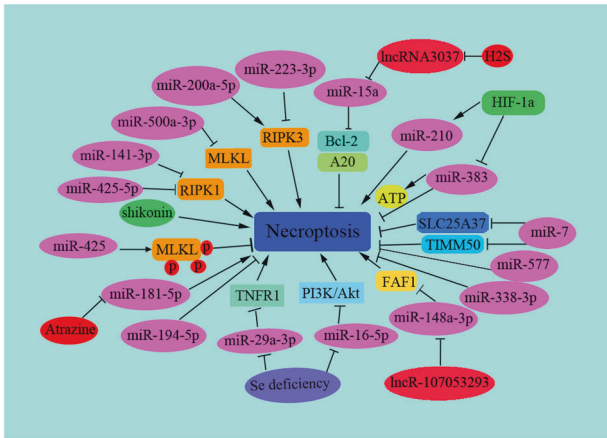 lncRNA3037
H2S
miR-223-3p
miR-200a-5p
miR-15a
HIF-1a
miR-500a-3p
RIPK3
Bcl-2
miR-210
miR-141-3p
MLKL
A20
miR-383
miR-425-5p
RIPK1
ATP
shikonin
SLC25A37
Necroptosis
miR-7
miR-425
MLKL
p
TIMM50
p
p
miR-577
miR-181-5p
TNFR1
PI3K/Akt
FAF1
miR-338-3p
Atrazine
miR-194-5p
miR-148a-3p
miR-29a-3p
miR-16-5p
Se deficiency
lncR-107053293